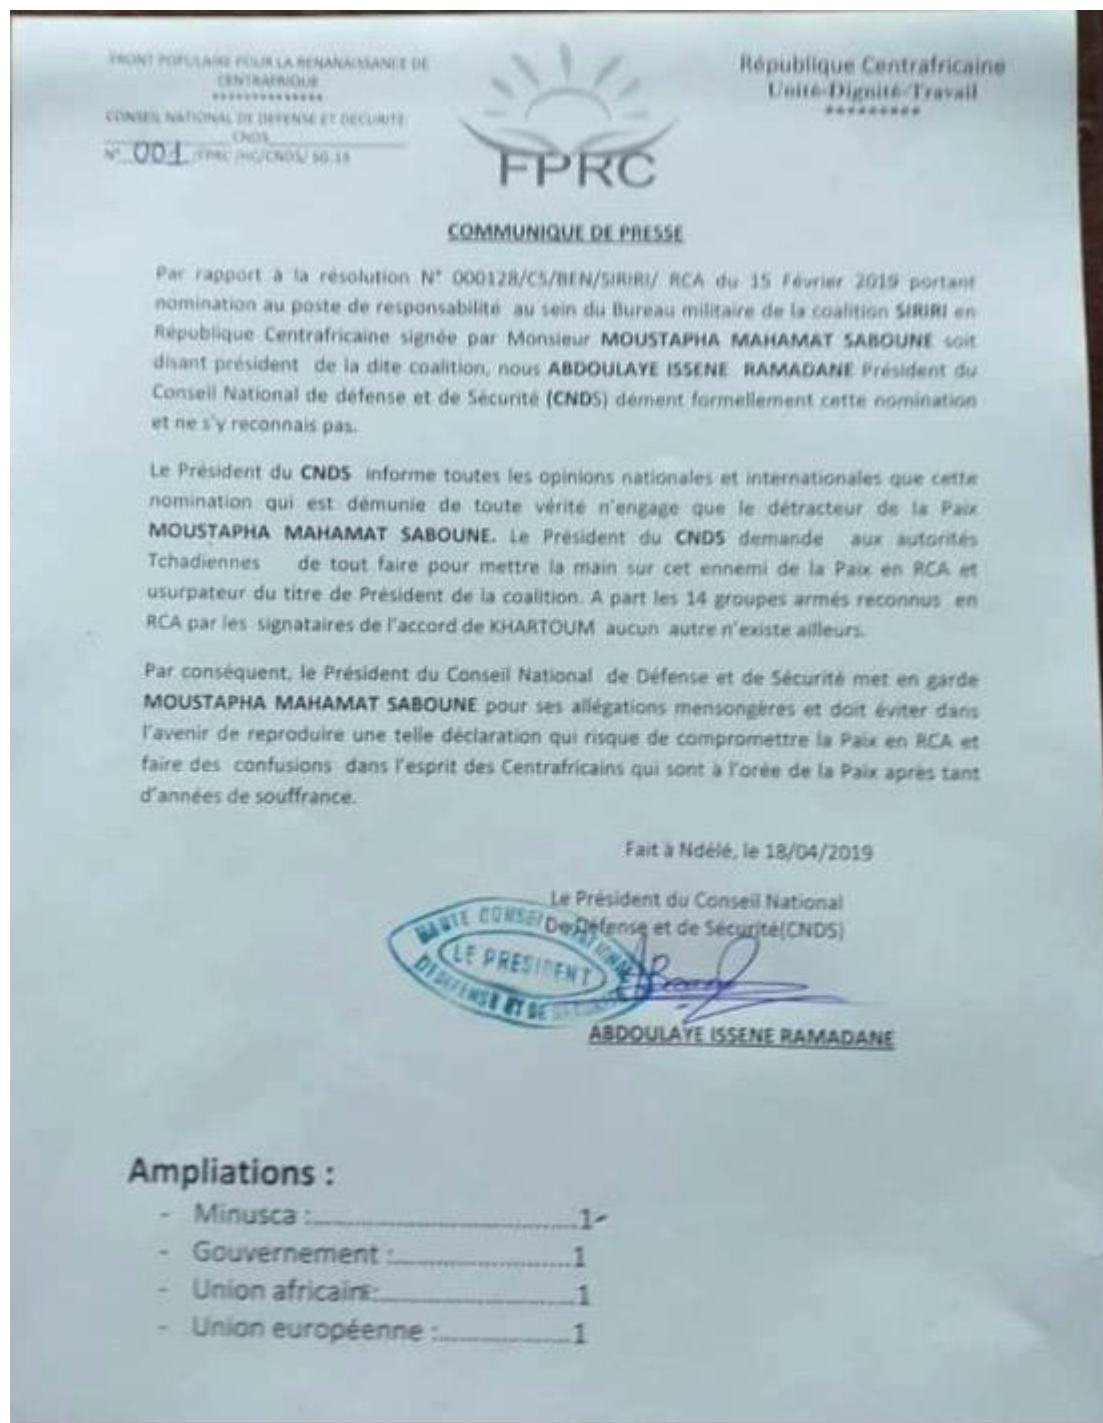 FRONT POPULAIRE POUR LA RENANAISSANCE DE
CENTRAFRIQUE
**************
CONSEIL NATIONAL DE DEFENSE ET DECURITE
CNDS
N° 001 /FPRC /HC/CNDS/ SG.19
FPRC
République Centrafricaine
Unité-Dignité-Travail
*********
COMMUNIQUE DE PRESSE
Par rapport à la résolution N° 000128/CS/BEN/SIRIRI/ RCA du 15 Février 2019 portant
nomination au poste de responsabilité au sein du Bureau militaire de la coalition SIRIRI en
République Centrafricaine signée par Monsieur MOUSTAPHA MAHAMAT SABOUNE soit
disant président de la dite coalition, nous ABDOULAYE ISSENE RAMADANE Président du
Conseil National de défense et de Sécurité (CNDS) dément formellement cette nomination
et ne s'y reconnais pas.
Le Président du CNDS informe toutes les opinions nationales et internationales que cette
nomination qui est démunie de toute vérité n'engage que le détracteur de la Paix
MOUSTAPHA MAHAMAT SABOUNE. Le Président du CNDS demande aux autorités
Tchadiennes de tout faire pour mettre la main sur cet ennemi de la Paix en RCA et
usurpateur du titre de Président de la coalition. A part les 14 groupes armés reconnus en
RCA par les signataires de l'accord de KHARTOUM aucun autre n'existe ailleurs.
Par conséquent, le Président du Conseil National de Défense et de Sécurité met en garde
MOUSTAPHA MAHAMAT SABOUNE pour ses allégations mensongères et doit éviter dans
l'avenir de reproduire une telle déclaration qui risque de compromettre la Paix en RCA et
faire des confusions dans l'esprit des Centrafricains qui sont à l'orée de la Paix après tant
d'années de souffrance.
Fait à Ndélé, le 18/04/2019
Le Président du Conseil National
De Défense et de Sécurité(CNDS)
HAUTE CONSEIL NATIONAL
LE PRESIDENT
DE DEFENSE ET DE
ABDOULAYE ISSENE RAMADANE
Ampliations :
- Minusca :.......................................1-
- Gouvernement :...........................1
- Union africaine:.............................1
- Union européenne :....................1